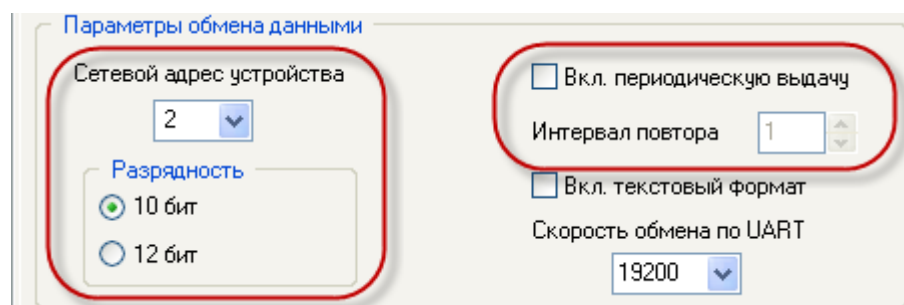 Параметры обмена данными
Сетевой адрес устройства
2
Разрядность
10 бит
12 бит
Вкл. периодическую выдачу
Интервал повтора 1
Вкл. текстовый формат
Скорость обмена по UART
19200